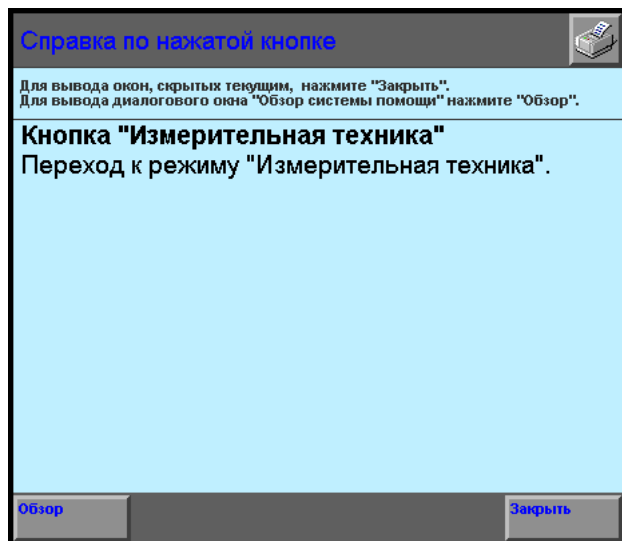 Справка по нажатой кнопке
Для вывода окон, скрытых текущим, нажмите "Закрыть".
Для вывода диалогового окна "Обзор системы помощи" нажмите "Обзор".
Кнопка "Измерительная техника"
Переход к режиму "Измерительная техника".
Обзор
Закрыть